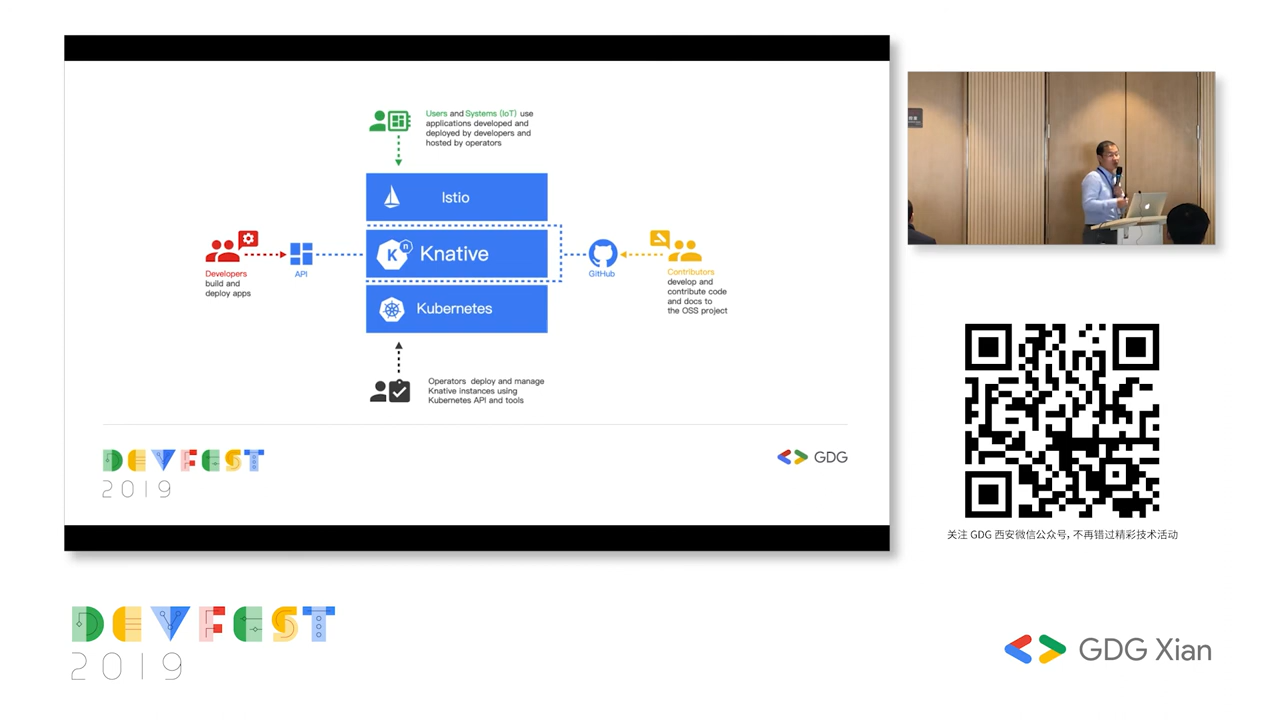 Users and Systems (IoT) use
applications developed and
deployed by developers and
hosted by operators
Istio
Knative
n
K
Kubernetes
Developers
build and
deploy apps
API
GitHub
Contributors
develop and
contribute code
and docs to
the OSS project
Operators deploy and manage
Knative instances using
Kubernetes API and tools
DEVFEST
2019
GDG
关注 GDG 西安微信公众号, 不再错过精彩技术活动
DEVFEST
2019
GDG Xian